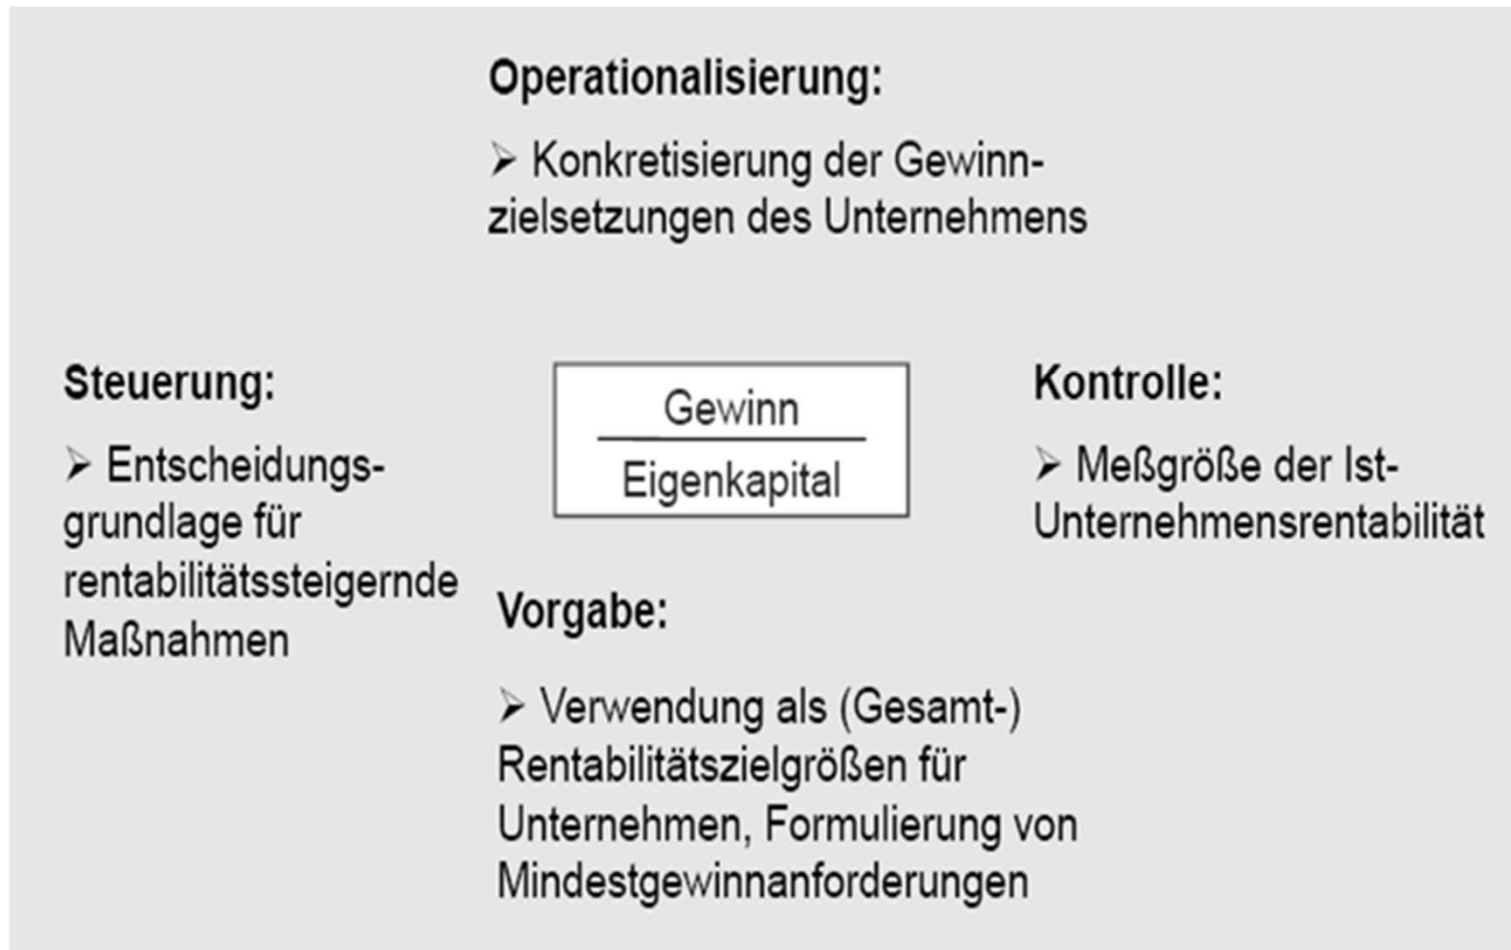 Operationalisierung:
➢ Konkretisierung der Gewinn-
zielsetzungen des Unternehmens
Steuerung:
➢ Entscheidungs-
grundlage für
rentabilitätssteigernde
Maßnahmen
Gewinn
Eigenkapital
Kontrolle:
➢ Meßgröße der Ist-
Unternehmensrentabilität
Vorgabe:
➢ Verwendung als (Gesamt-)
Rentabilitätszielgrößen für
Unternehmen, Formulierung von
Mindestgewinnanforderungen